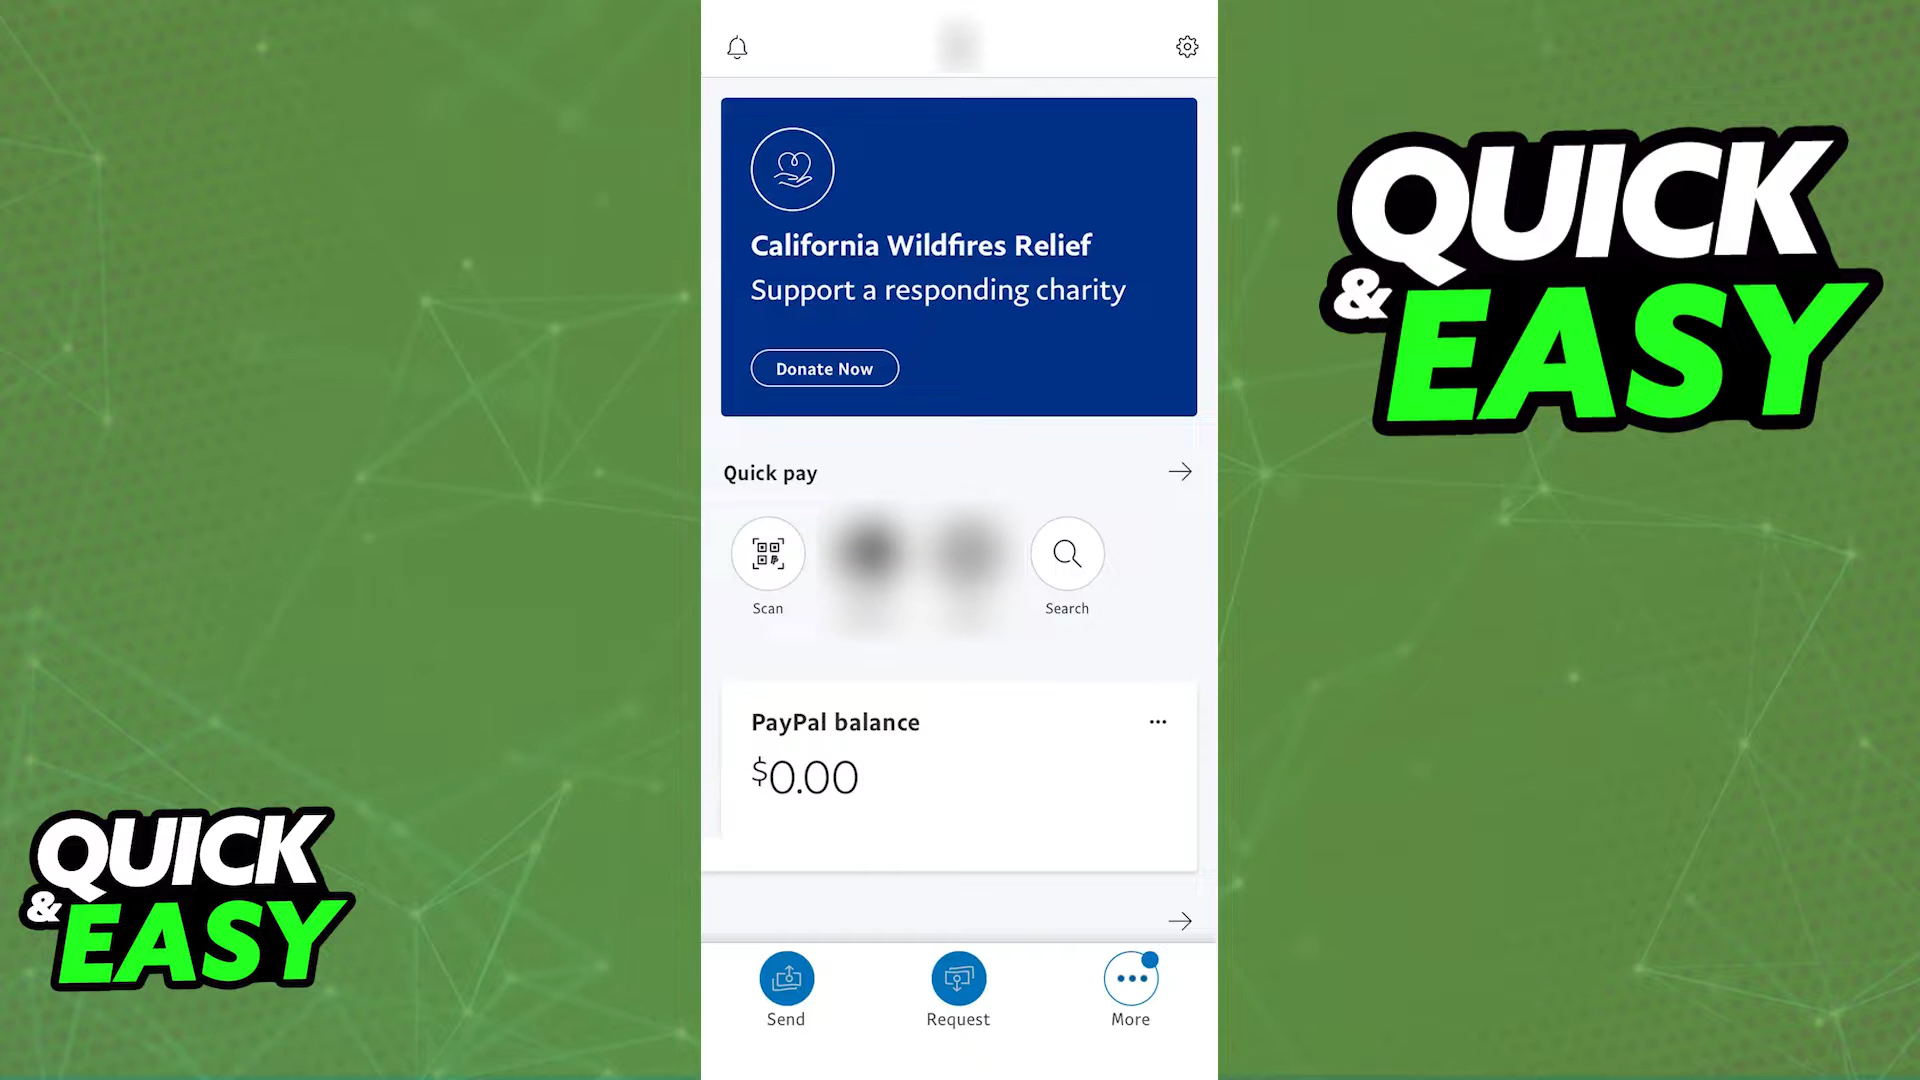 California Wildfires Relief
Support a responding charity
Donate Now
Quick pay
Scan
Search
PayPal balance
$0.00
Send
Request
More
QUICK
&EASY
QUICK
&EASY